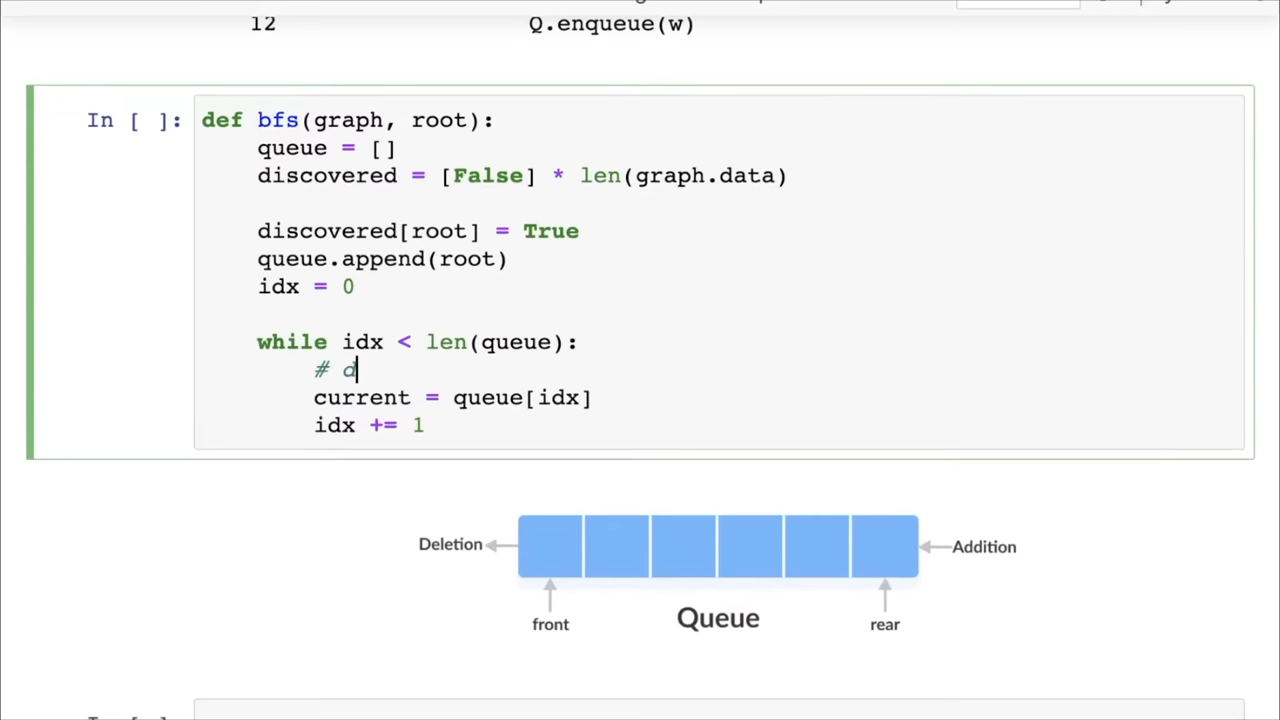 12 Q.enqueue(w)
In [ ]: def bfs(graph, root):
queue = []
discovered = [False] * len(graph.data)
discovered[root] = True
queue.append(root)
idx = 0
while idx < len(queue):
# d
current = queue[idx]
idx += 1
Deletion
Addition
front
Queue
rear